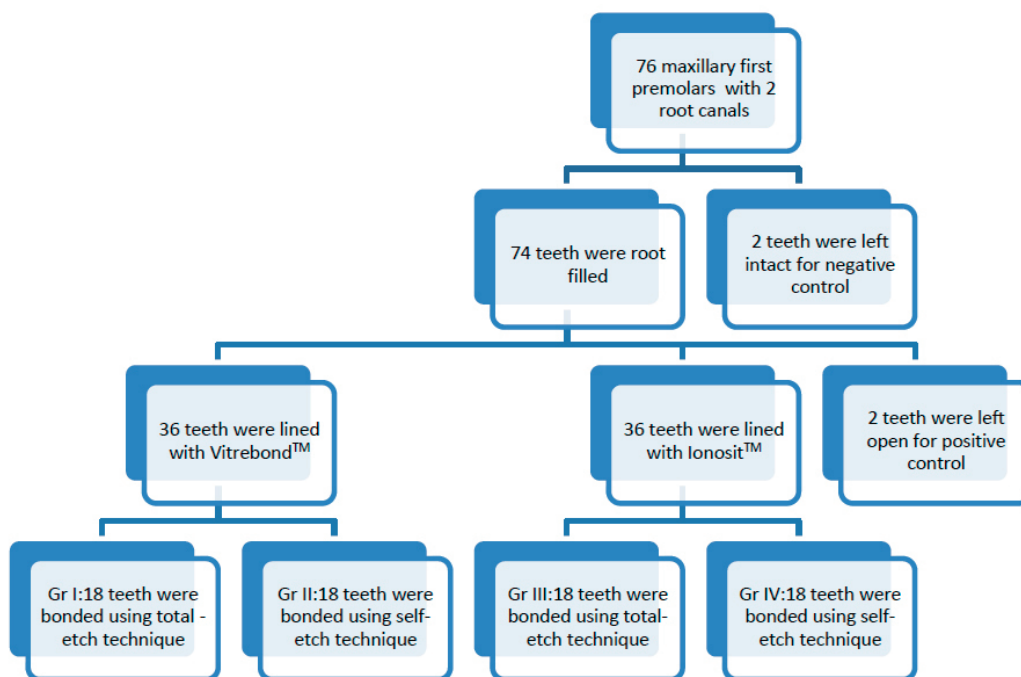 76 maxillary first
premolars with 2
root canals
74 teeth were root
filled
2 teeth were left
intact for negative
control
36 teeth were lined
with Vitrebond™
36 teeth were lined
with Ionosit™
2 teeth were left
open for positive
control
Gr I:18 teeth were
bonded using total -
etch technique
Gr II:18 teeth were
bonded using self-
etch technique
Gr III:18 teeth were
bonded using total-
etch technique
Gr IV:18 teeth were
bonded using self-
etch technique